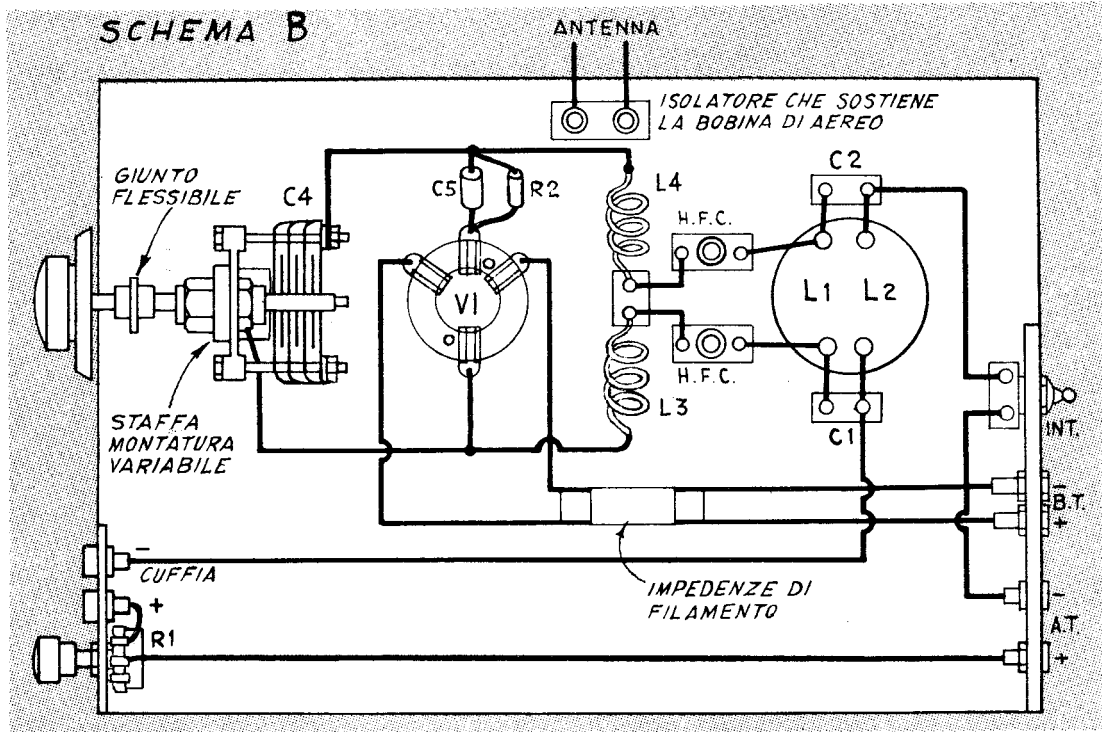 SCHEMA B
ANTENNA
ISOLATORE CHE SOSTIENE
LA BOBINA DI AEREO
GIUNTO
FLESSIBILE
C4
C5
R2
L4
C2
H.F.C.
V1
L1 L2
H.F.C.
L3
C1
STAFFA
MONTATURA
VARIABILE
INT.
-
B.T.
+
-
CUFFIA
+
R1
IMPEDENZE DI
FILAMENTO
-
A.T.
+